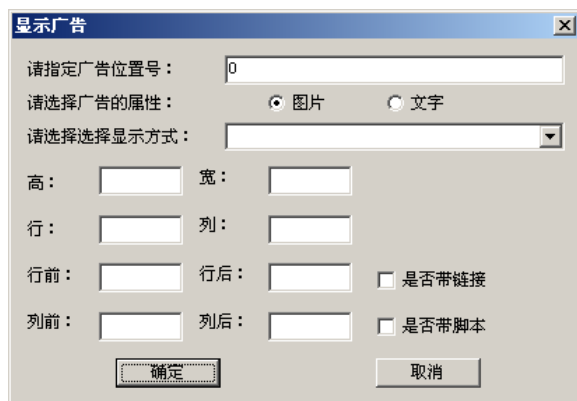 显示广告
请指定广告位置号： 0
请选择广告的属性： 图片 文字
请选择选择显示方式：
高： 宽：
行： 列：
行前： 行后： 是否带链接
列前： 列后： 是否带脚本
确定 取消